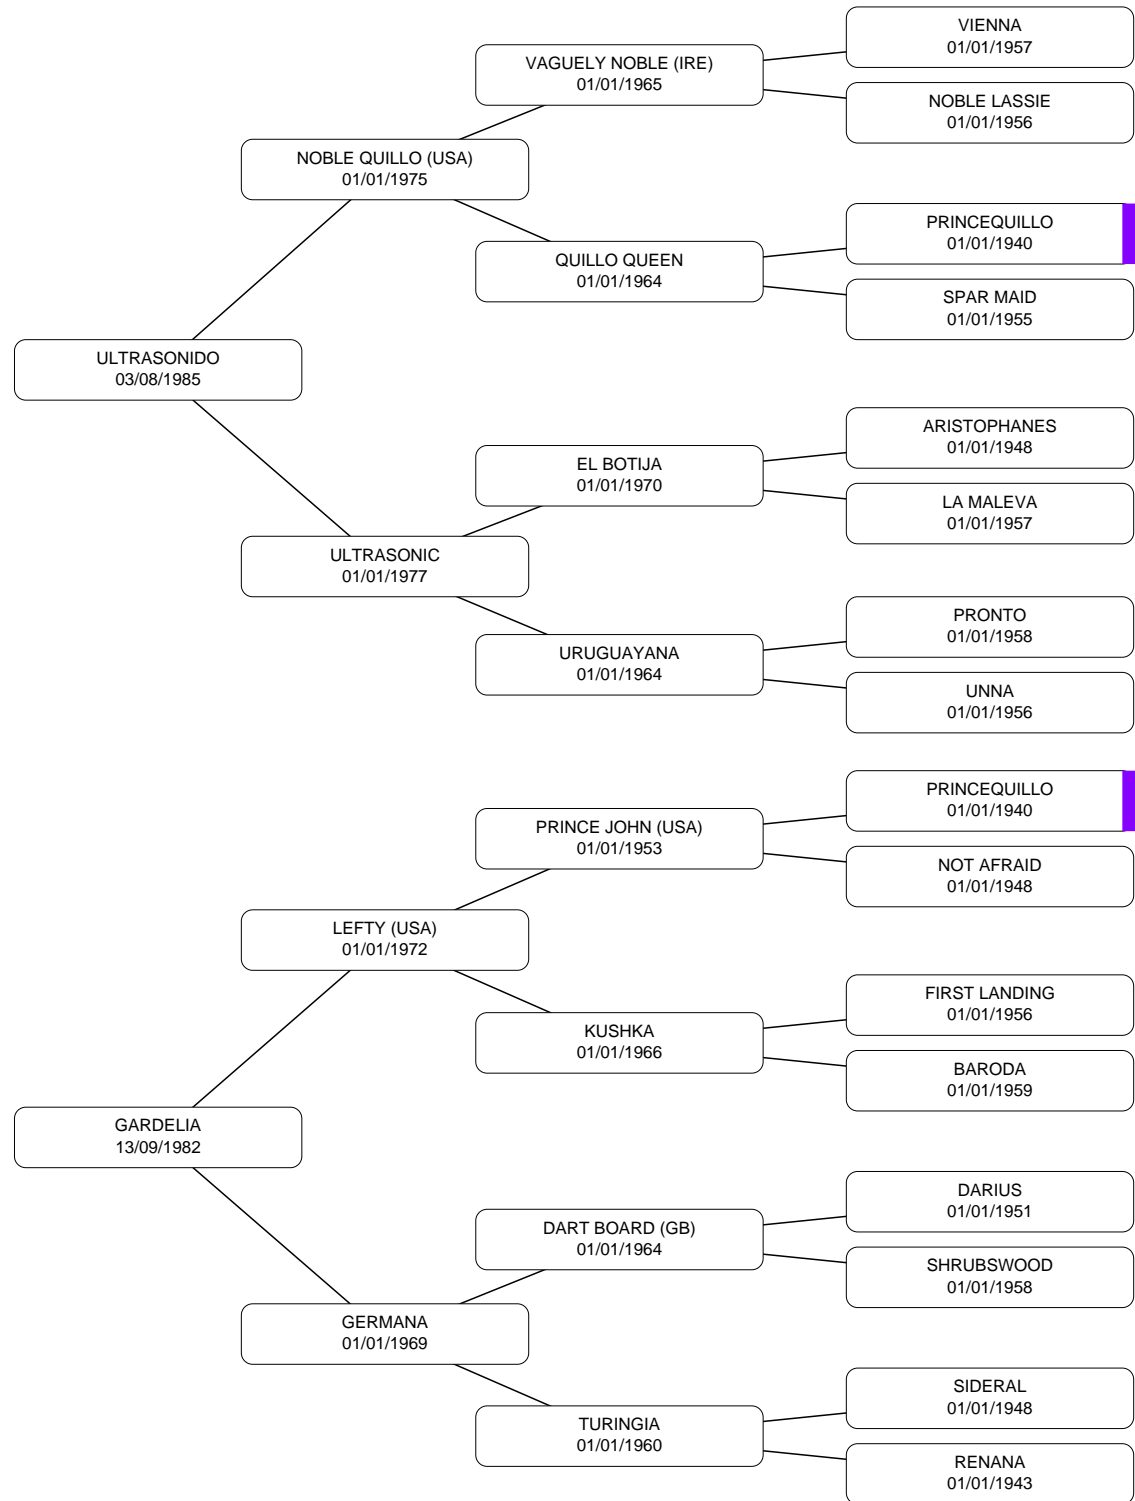 VIENNA
01/01/1957
VAGUELY NOBLE (IRE)
01/01/1965
NOBLE LASSIE
01/01/1956
NOBLE QUILLO (USA)
01/01/1975
PRINCEQUILLO
01/01/1940
QUILLO QUEEN
01/01/1964
SPAR MAID
01/01/1955
ULTRASONIDO
03/08/1985
ARISTOPHANES
01/01/1948
EL BOTIJA
01/01/1970
LA MALEVA
01/01/1957
ULTRASONIC
01/01/1977
PRONTO
01/01/1958
URUGUAYANA
01/01/1964
UNNA
01/01/1956
PRINCEQUILLO
01/01/1940
PRINCE JOHN (USA)
01/01/1953
NOT AFRAID
01/01/1948
LEFTY (USA)
01/01/1972
FIRST LANDING
01/01/1956
KUSHKA
01/01/1966
BARODA
01/01/1959
GARDELIA
13/09/1982
DARIUS
01/01/1951
DART BOARD (GB)
01/01/1964
SHRUBSWOOD
01/01/1958
GERMANA
01/01/1969
SIDERAL
01/01/1948
TURINGIA
01/01/1960
RENANA
01/01/1943